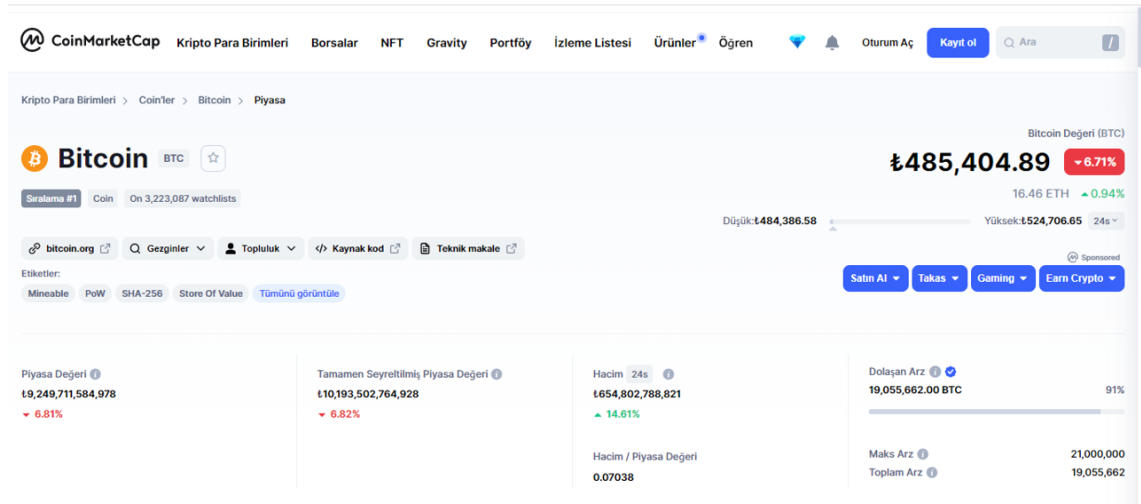 CoinMarketCap Kripto Para Birimleri Borsalar NFT Gravity Portföy İzleme Listesi Ürünler Öğren Oturum Aç Kayıt ol Ara /
Kripto Para Birimleri > Coin'ler > Bitcoin > Piyasa
Bitcoin Değeri (BTC)
Bitcoin BTC
₺485,404.89 6.71%
16.46 ETH 0.94%
Sıralama #1 Coin On 3,223,087 watchlists
Düşük:₺484,386.58 Yüksek:₺524,706.65 24s
bitcoin.org Gezginler Topluluk </> Kaynak kod Teknik makale
Sponsored
Etiketler:
Satın Al Takas Gaming Earn Crypto
Mineable PoW SHA-256 Store Of Value Tümünü görüntüle
Piyasa Değeri
₺9,249,711,584,978
6.81%
Tamamen Seyreltilmiş Piyasa Değeri
₺10,193,502,764,928
6.82%
Hacim 24s
₺654,802,788,821
14.61%
Hacim / Piyasa Değeri
0.07038
Dolaşan Arz
19,055,662.00 BTC 91%
Maks Arz 21,000,000
Toplam Arz 19,055,662